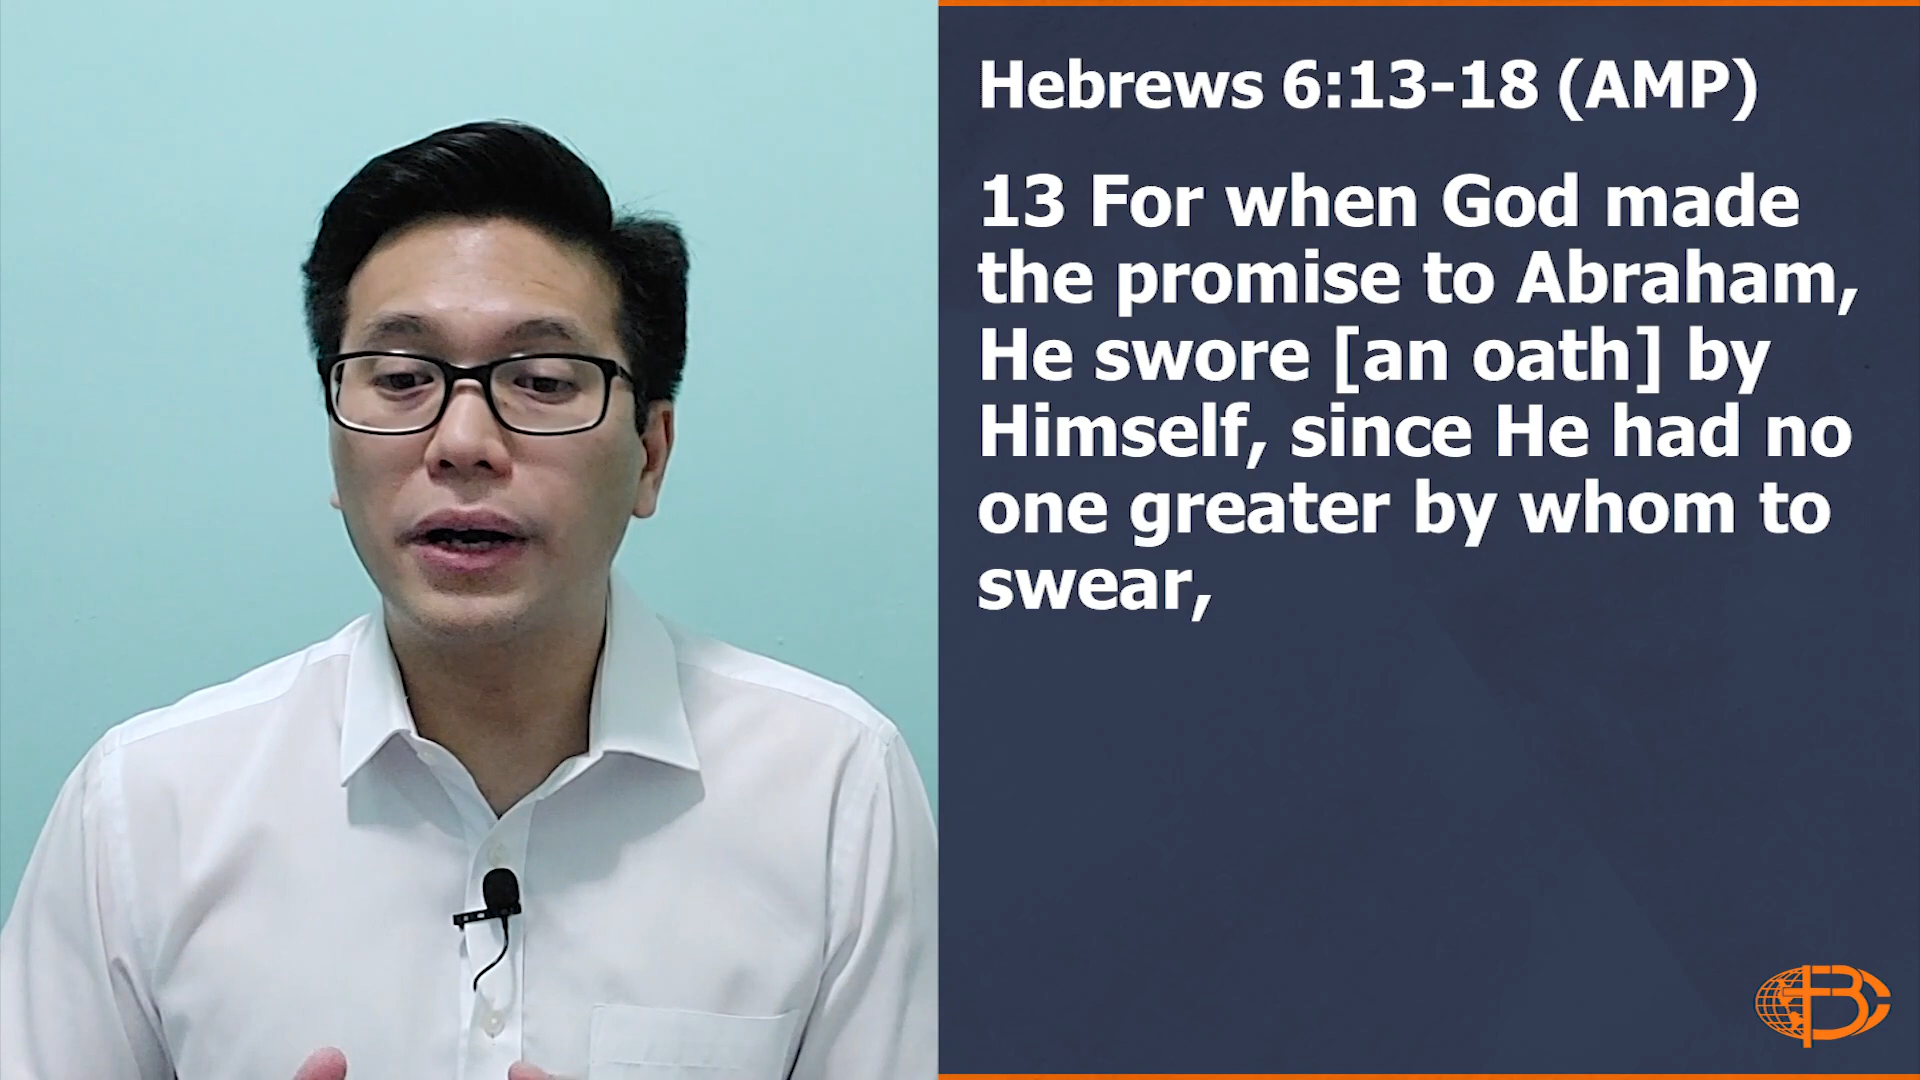 Hebrews 6:13-18 (AMP)
13 For when God made
the promise to Abraham,
He swore [an oath] by
Himself, since He had no
one greater by whom to
swear,